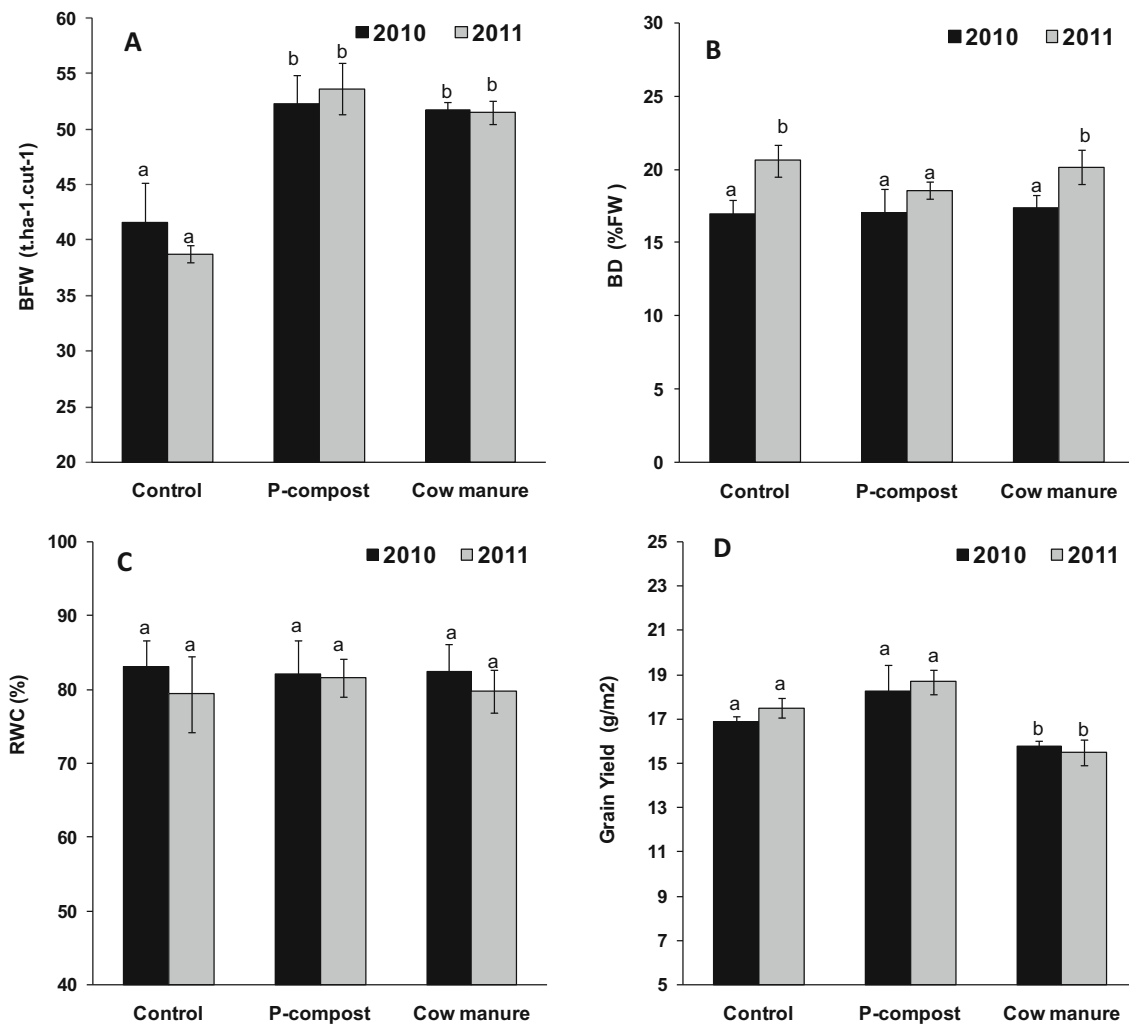 A
■2010 ■2011
BFW (t.ha-1.cut-1)
60
55
50
45
40
35
30
25
20
a
a
b
b
b
b
Control
P-compost
Cow manure
B
■2010 ■2011
BD (%FW )
30
25
20
15
10
5
0
a
b
a
a
a
b
Control
P-compost
Cow manure
C
■2010 ■2011
RWC (%)
100
90
80
70
60
50
40
a
a
a
a
a
a
Control
P-compost
Cow manure
D
■2010 ■2011
Grain Yield (g/m2)
25
23
21
19
17
15
13
11
9
7
5
a
a
a
a
b
b
Control
P-compost
Cow manure